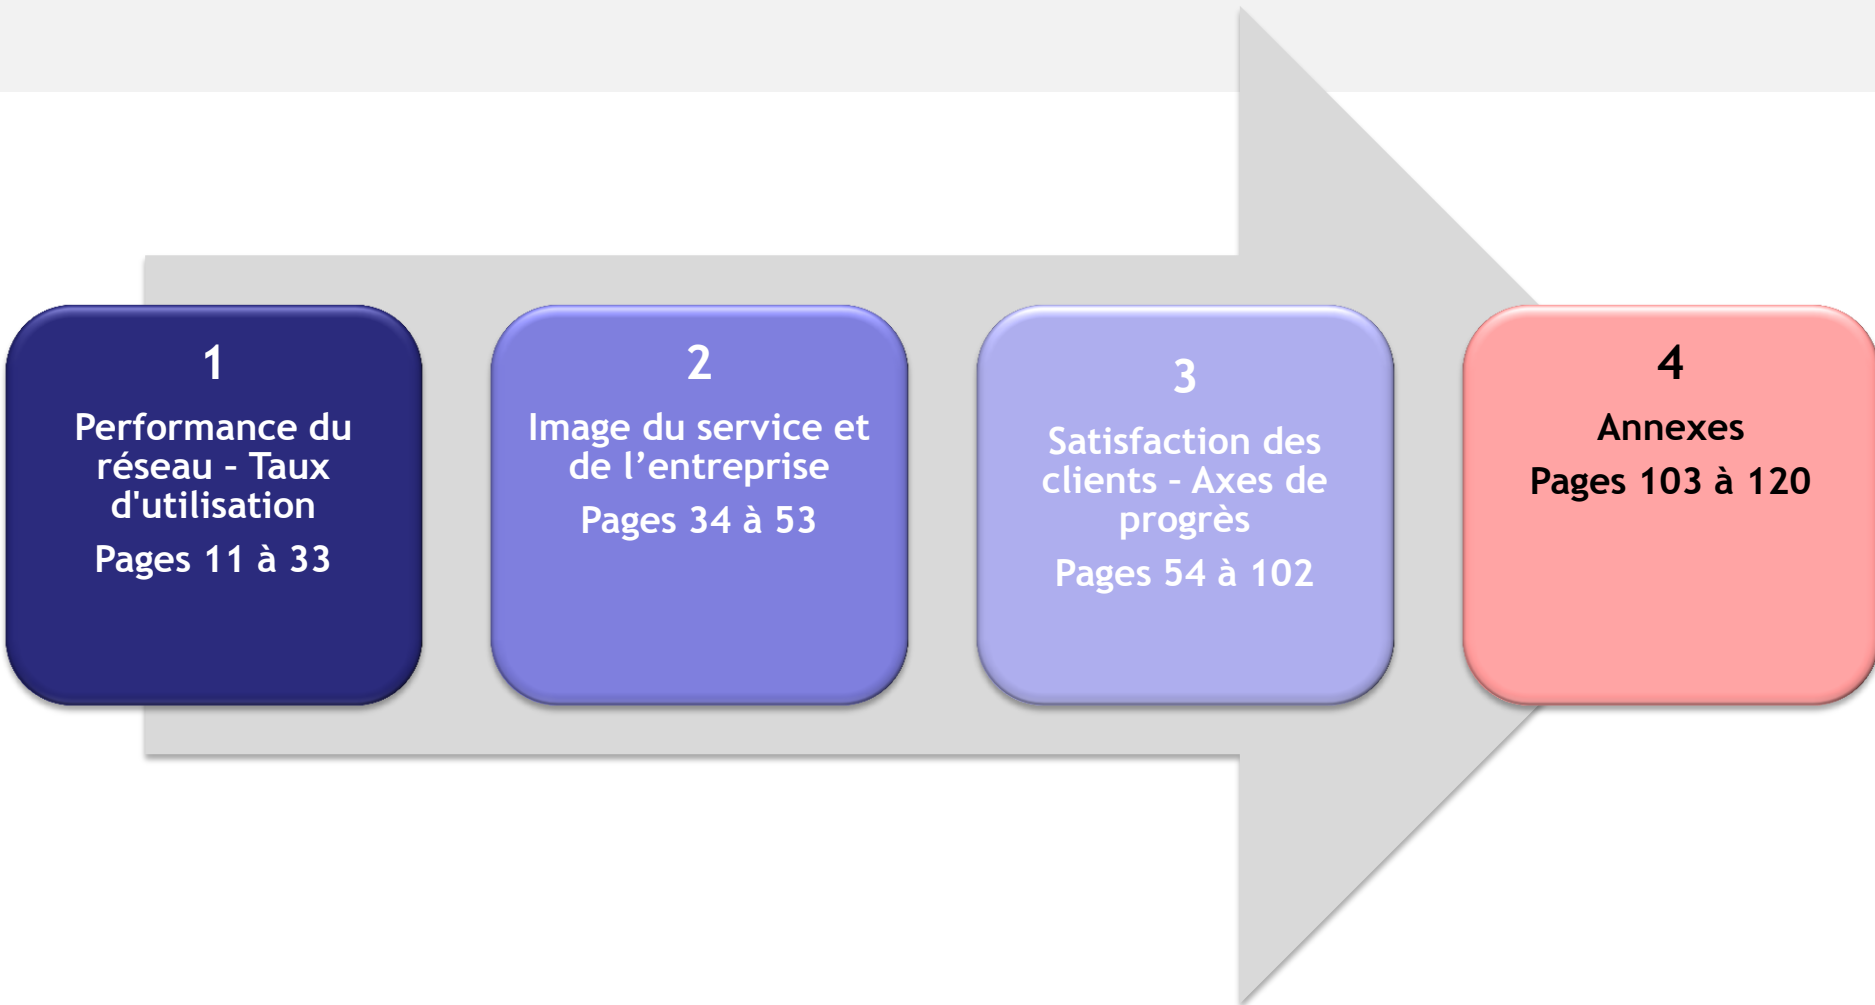 1
Performance du
réseau – Taux
d'utilisation
Pages 11 à 33
2
Image du service et
de l’entreprise
Pages 34 à 53
3
Satisfaction des
clients – Axes de
progrès
Pages 54 à 102
4
Annexes
Pages 103 à 120